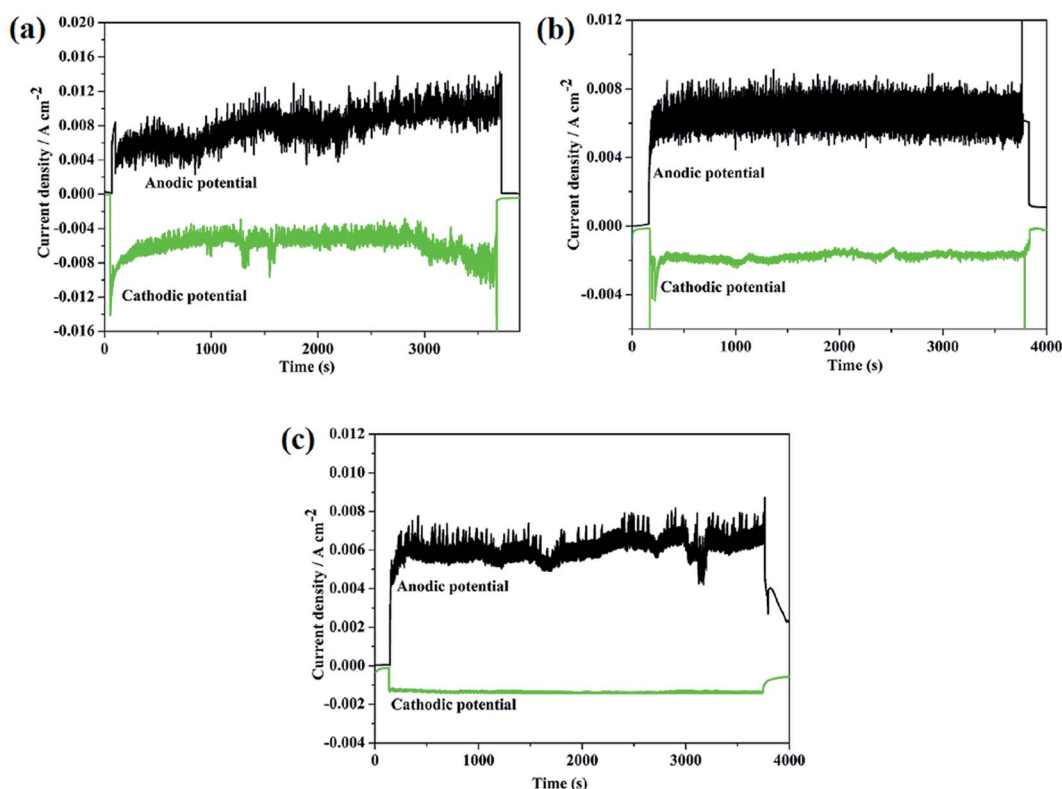 (a)
0.020
0.016
0.012
0.008
0.004
0.000
-0.004
-0.008
-0.012
-0.016
Current density / A cm⁻²
Anodic potential
Cathodic potential
0 1000 2000 3000
Time (s)
(b)
0.012
0.008
0.004
0.000
-0.004
Current density / A cm⁻²
Anodic potential
Cathodic potential
0 1000 2000 3000 4000
Time (s)
(c)
0.012
0.010
0.008
0.006
0.004
0.002
0.000
-0.002
-0.004
Current density / A cm⁻²
Anodic potential
Cathodic potential
0 1000 2000 3000 4000
Time (s)